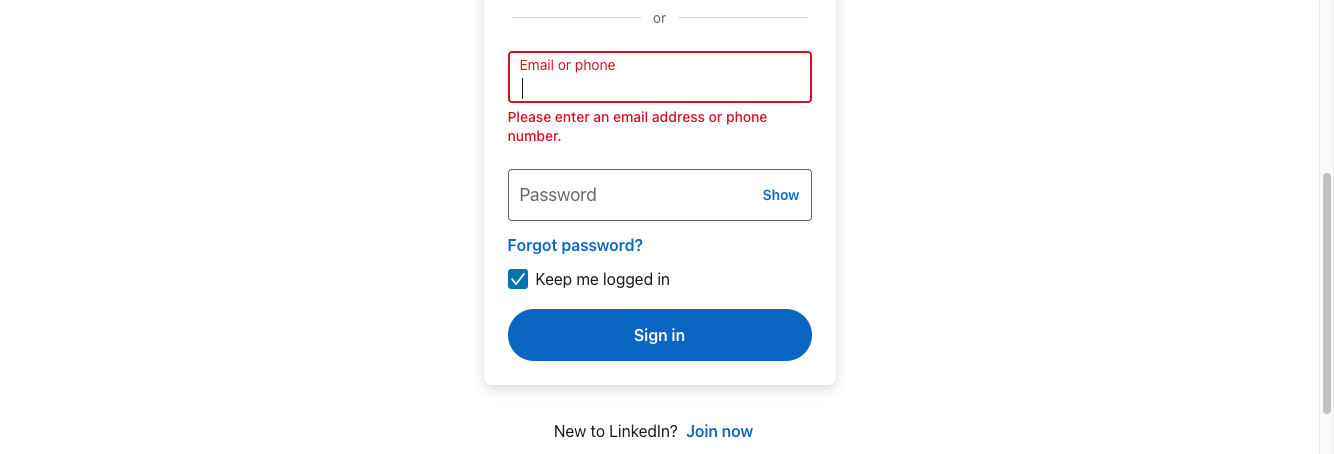 or
Email or phone
Please enter an email address or phone
number.
Password
Show
Forgot password?
Keep me logged in
Sign in
New to LinkedIn? Join now